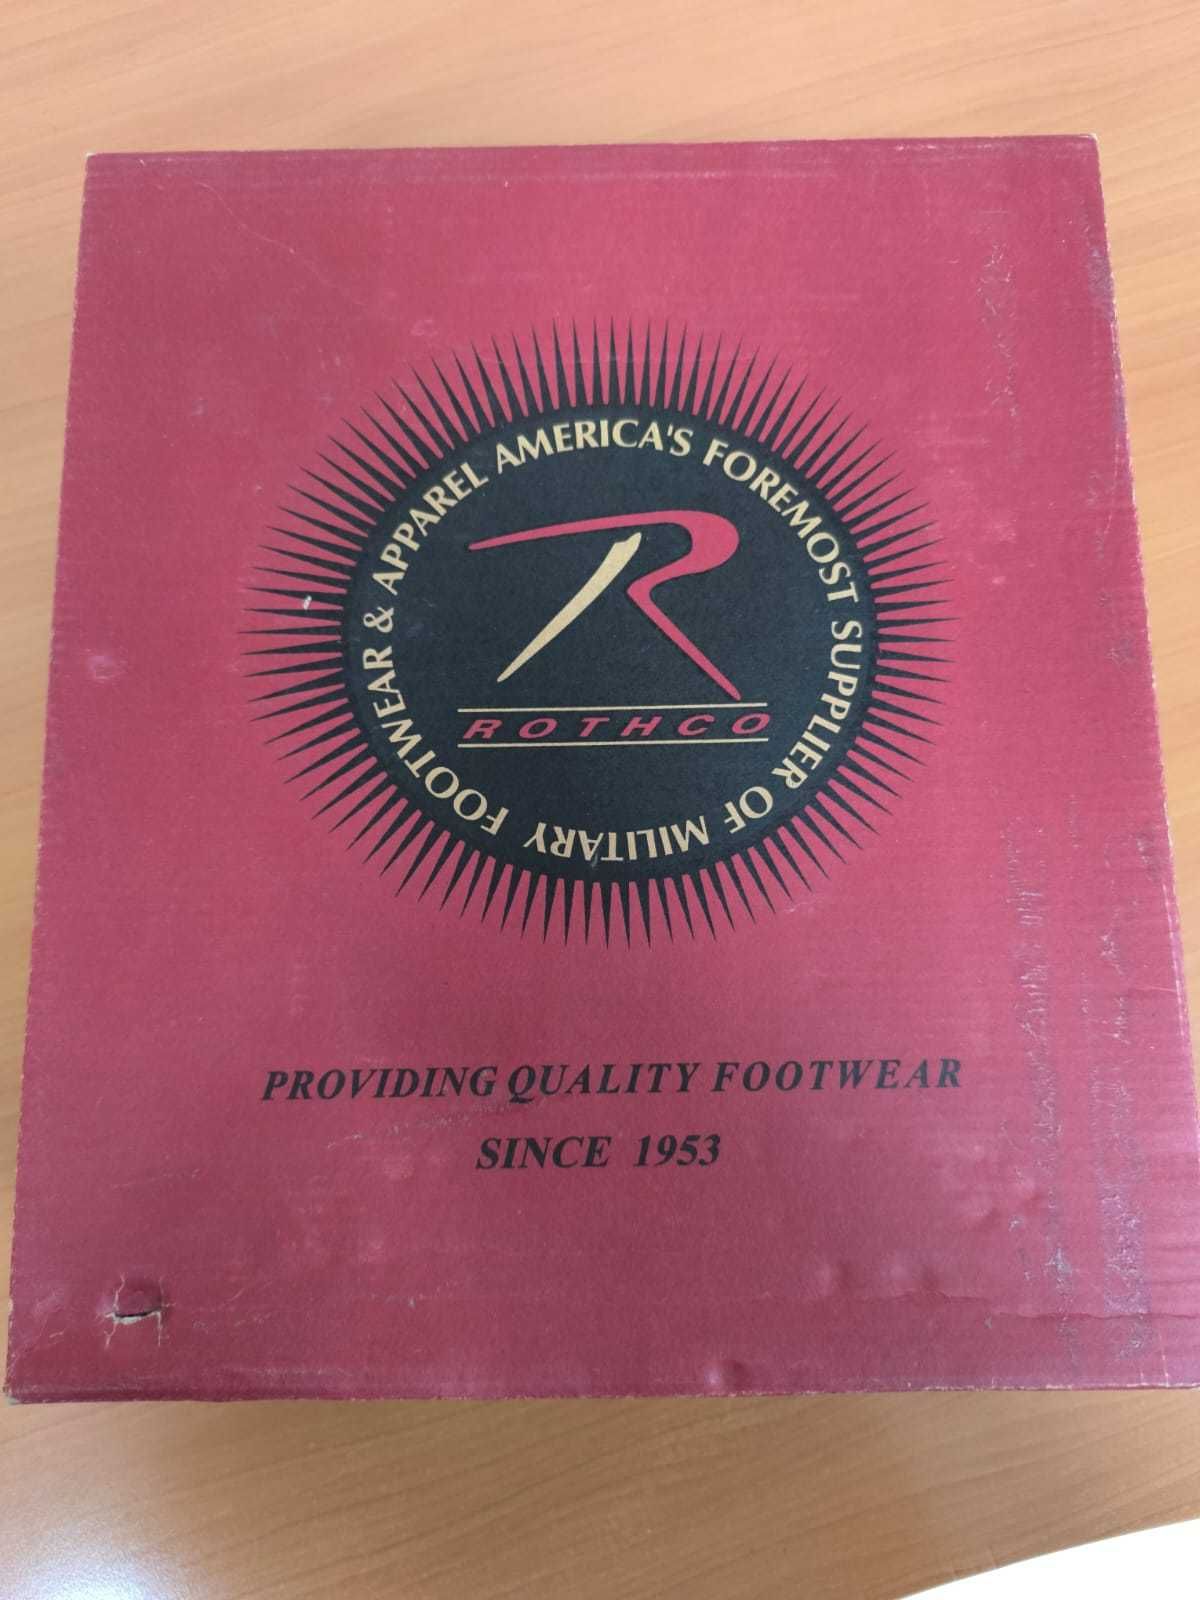 AMERICA'S FOREMOST SUPPLIER OF MILITARY FOOTWEAR & APPAREL
R
ROTHCO
PROVIDING QUALITY FOOTWEAR
SINCE 1953